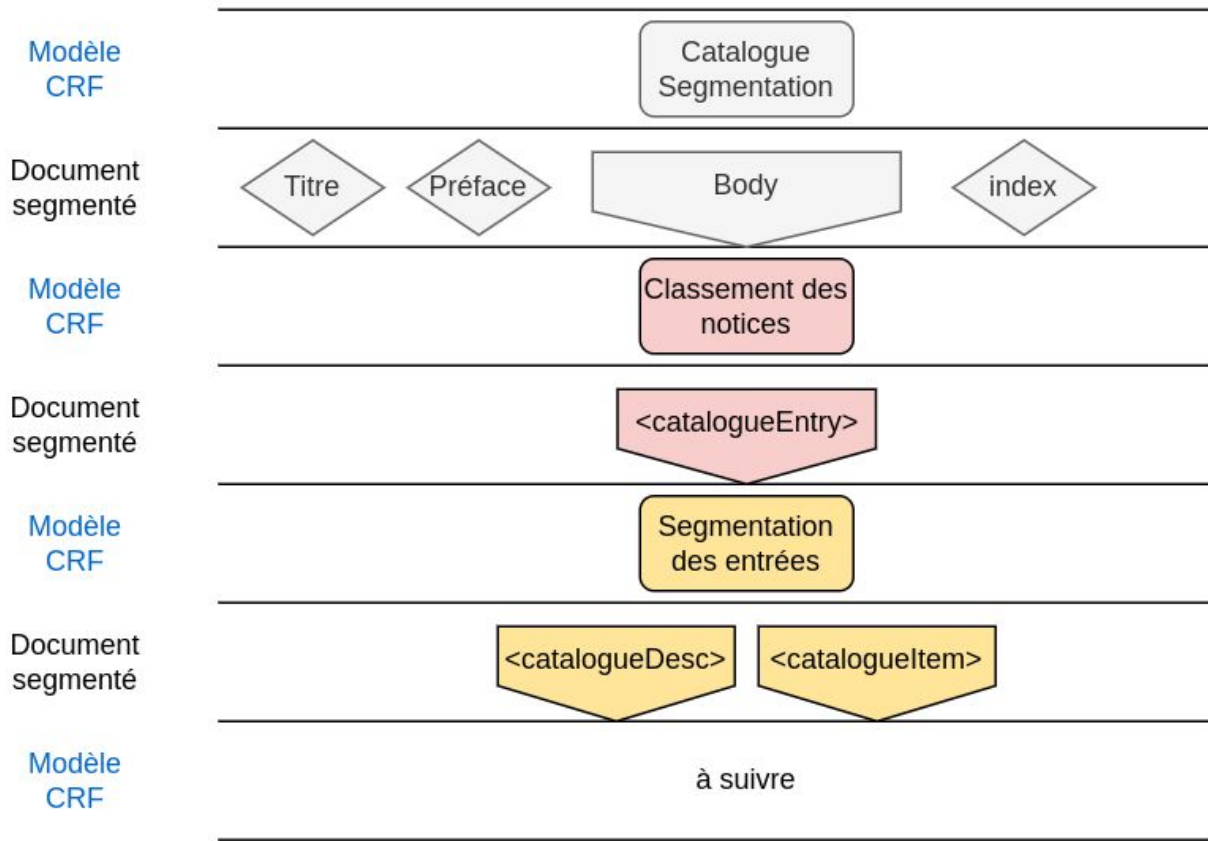 Modèle
CRF
Catalogue
Segmentation
Document
segmenté
Titre
Préface
Body
index
Modèle
CRF
Classement des
notices
Document
segmenté
<catalogueEntry>
Modèle
CRF
Segmentation
des entrées
Document
segmenté
<catalogueDesc>
<catalogueItem>
Modèle
CRF
à suivre